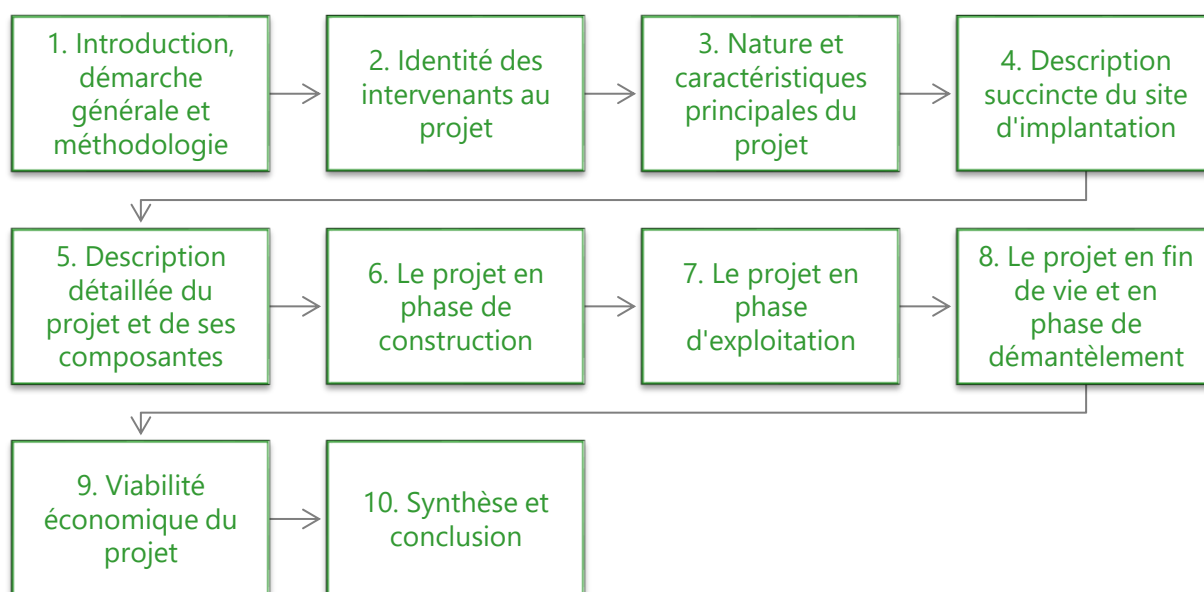 1. Introduction,
démarche
générale et
méthodologie
2. Identité des
intervenants au
projet
3. Nature et
caractéristiques
principales du
projet
4. Description
succincte du site
d'implantation
5. Description
détaillée du
projet et de ses
composantes
6. Le projet en
phase de
construction
7. Le projet en
phase
d'exploitation
8. Le projet en fin
de vie et en
phase de
démantèlement
9. Viabilité
économique du
projet
10. Synthèse et
conclusion